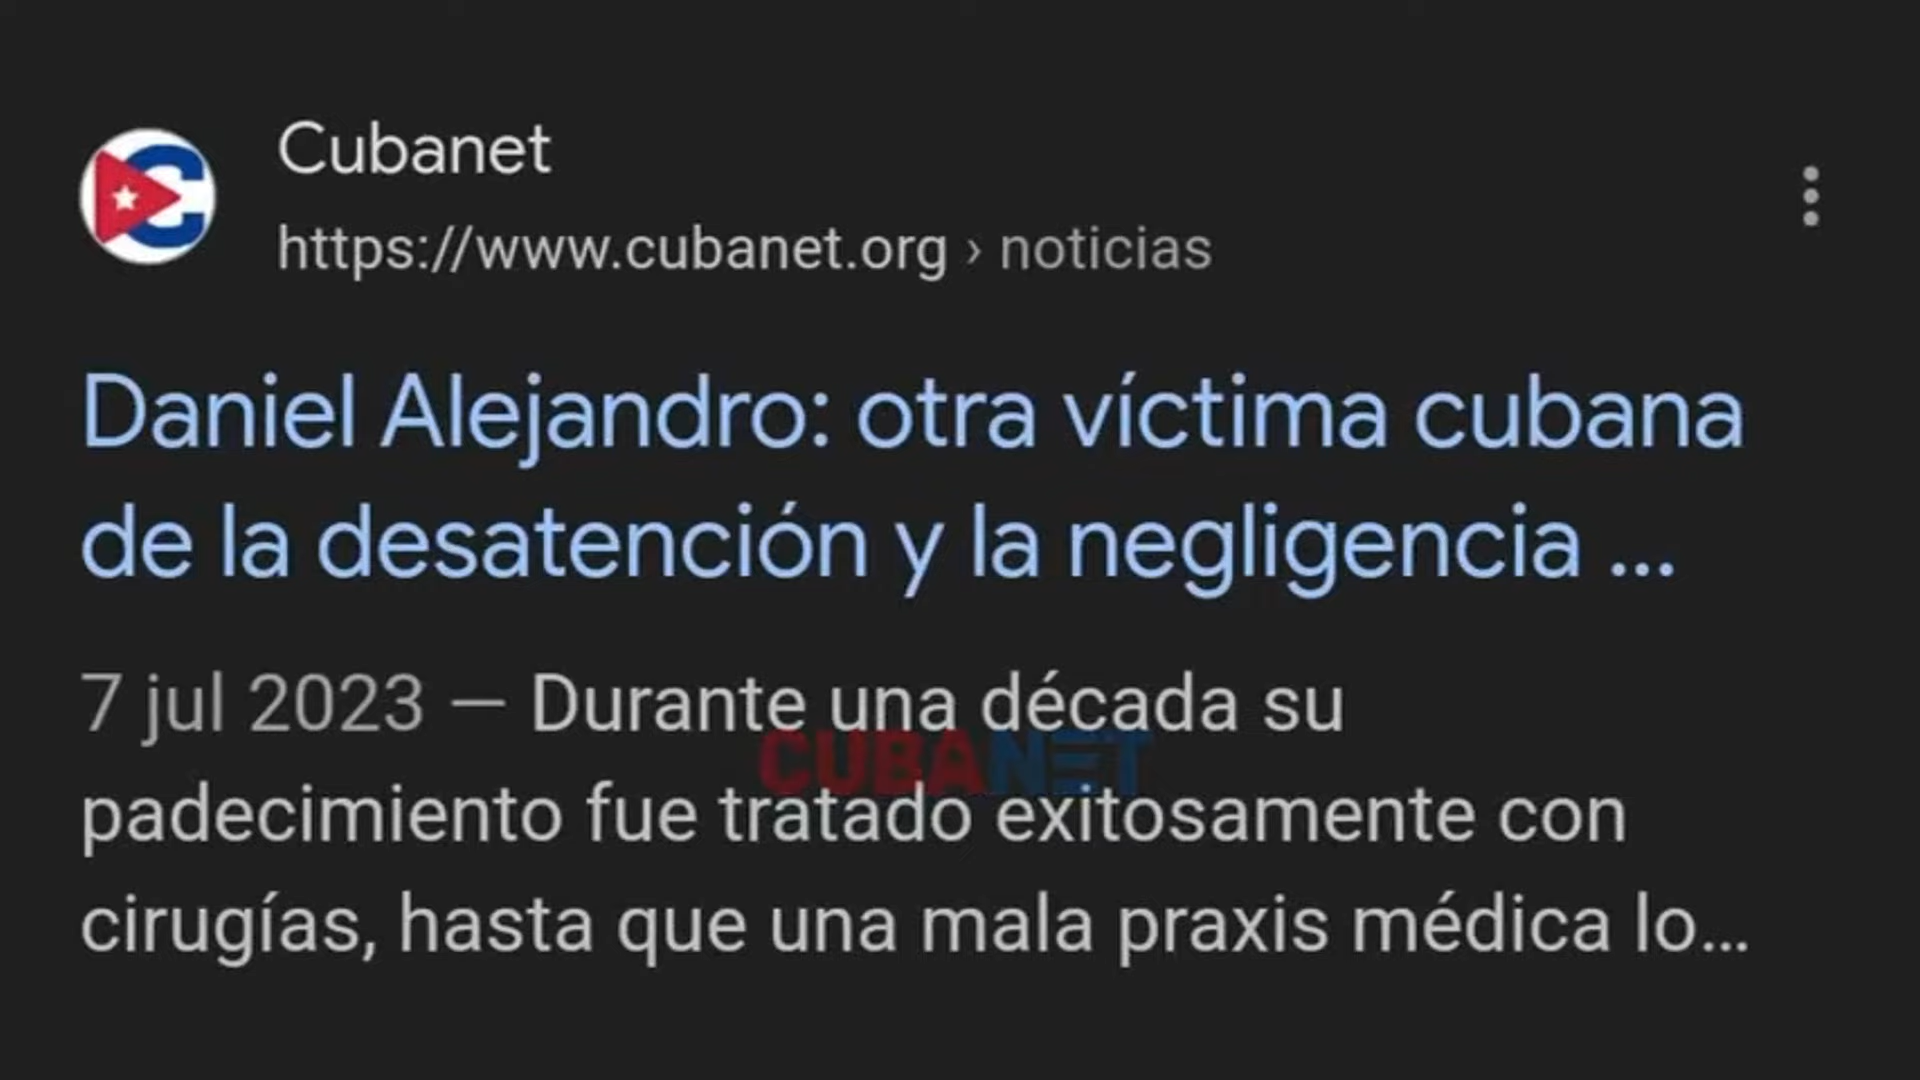 Cubanet
https://www.cubanet.org › noticias
Daniel Alejandro: otra víctima cubana
de la desatención y la negligencia ...
7 jul 2023 — Durante una década su
CUBANET
padecimiento fue tratado exitosamente con
cirugías, hasta que una mala praxis médica lo...